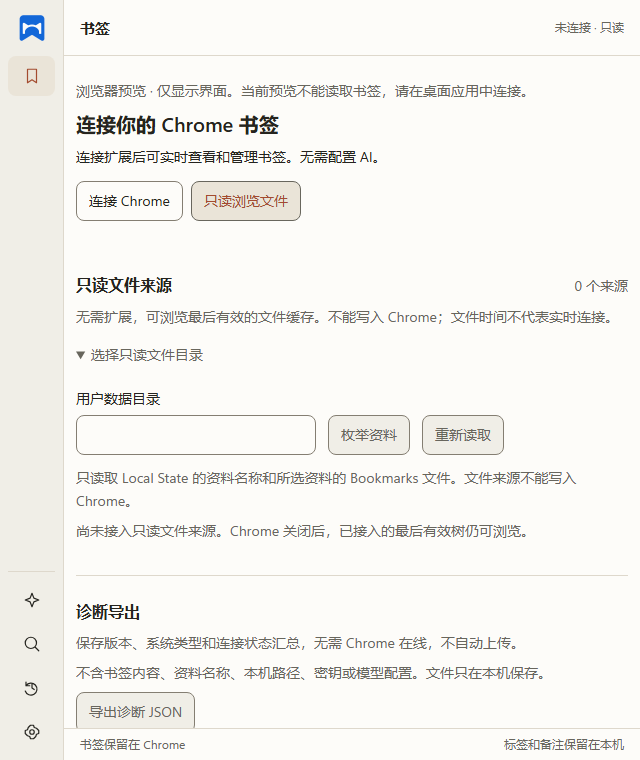 书签
未连接 · 只读
浏览器预览 · 仅显示界面。当前预览不能读取书签，请在桌面应用中连接。
连接你的 Chrome 书签
连接扩展后可实时查看和管理书签。无需配置 AI。
连接 Chrome
只读浏览文件
只读文件来源
0 个来源
无需扩展，可浏览最后有效的文件缓存。不能写入 Chrome；文件时间不代表实时连接。
▼ 选择只读文件目录
用户数据目录
枚举资料
重新读取
只读取 Local State 的资料名称和所选资料的 Bookmarks 文件。文件来源不能写入
Chrome。
尚未接入只读文件来源。Chrome 关闭后，已接入的最后有效树仍可浏览。
诊断导出
保存版本、系统类型和连接状态汇总，无需 Chrome 在线，不自动上传。
不含书签内容、资料名称、本机路径、密钥或模型配置。文件只在本机保存。
导出诊断 JSON
书签保留在 Chrome
标签和备注保留在本机